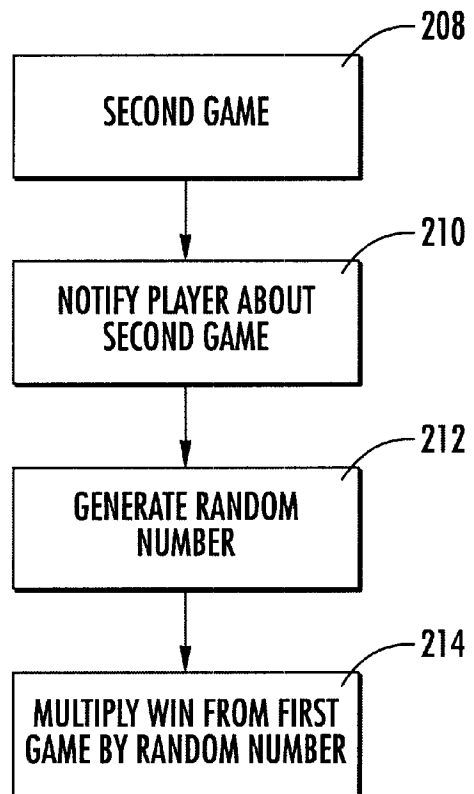 208
SECOND GAME
210
NOTIFY PLAYER ABOUT
SECOND GAME
212
GENERATE RANDOM
NUMBER
214
MULTIPLY WIN FROM FIRST
GAME BY RANDOM NUMBER